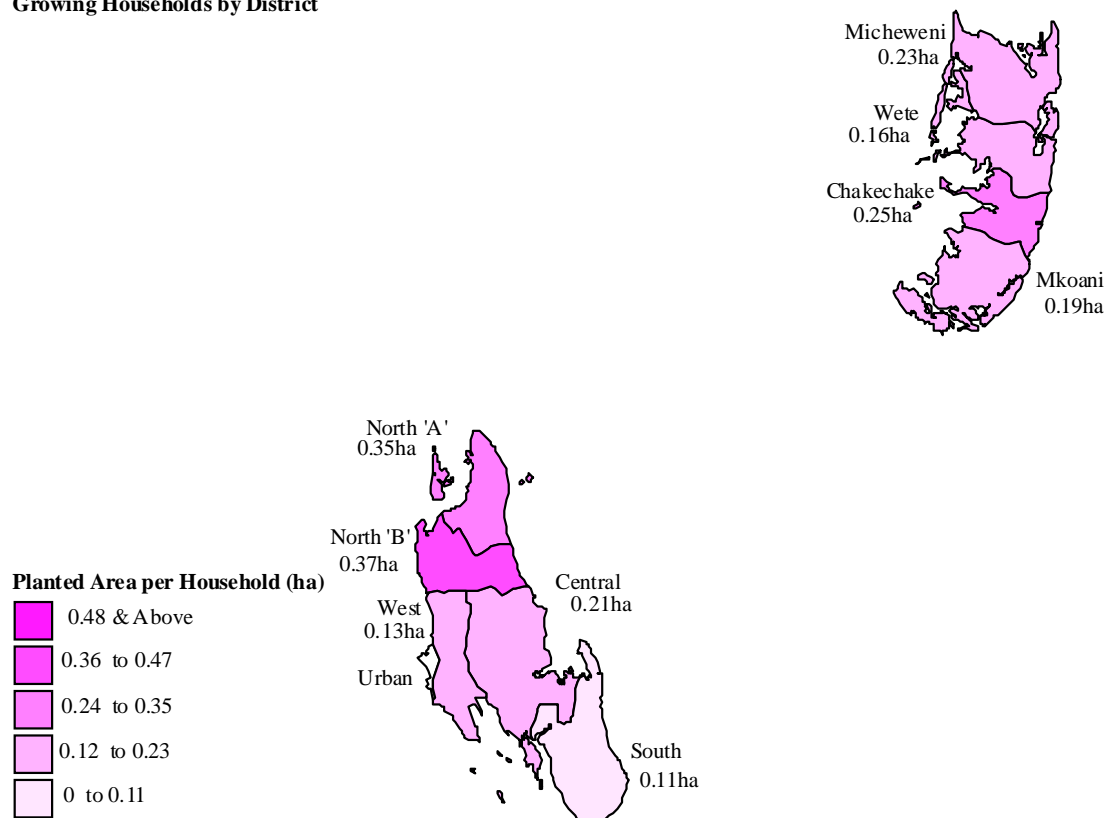 Growing Households by District
Micheweni
0.23ha
Wete
0.16ha
Chakechake
0.25ha
Mkoani
0.19ha
North 'A'
0.35ha
North 'B'
0.37ha
Central
0.21ha
West
0.13ha
Urban
South
0.11ha
Planted Area per Household (ha)
0.48 & Above
0.36 to 0.47
0.24 to 0.35
0.12 to 0.23
0 to 0.11